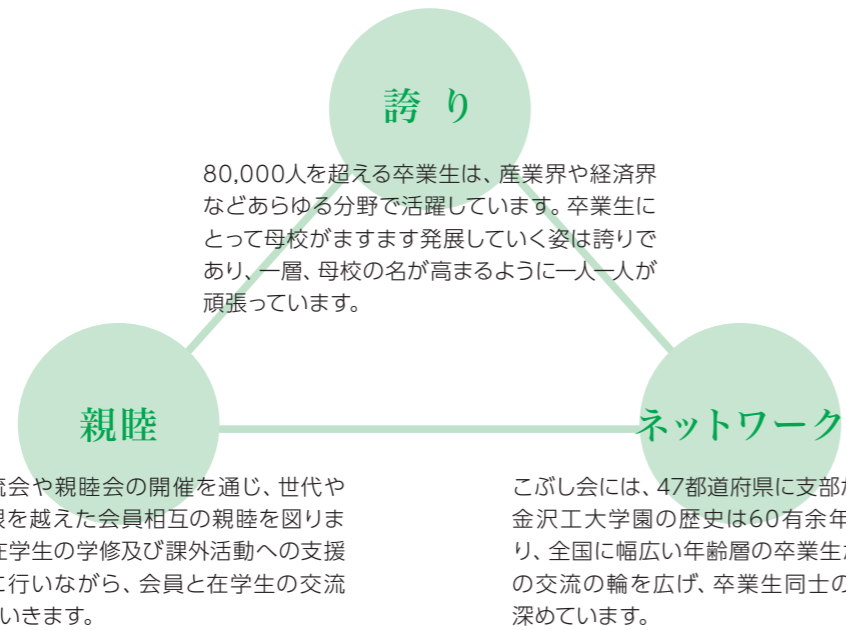 誇り
80,000人を超える卒業生は、産業界や経済界
などあらゆる分野で活躍しています。卒業生に
とって母校がますます発展していく姿は誇りで
あり、一層、母校の名が高まるように一人一人が
頑張っています。
親睦
流会や親睦会の開催を通じ、世代や
を越えた会員相互の親睦を図りま
在学生の学修及び課外活動への支援
に行いながら、会員と在学生の交流
いきます。
ネットワーク
こぶし会には、47都道府県に支部が
金沢工大学園の歴史は60有余年
り、全国に幅広い年齢層の卒業生が
の交流の輪を広げ、卒業生同士の
深めています。